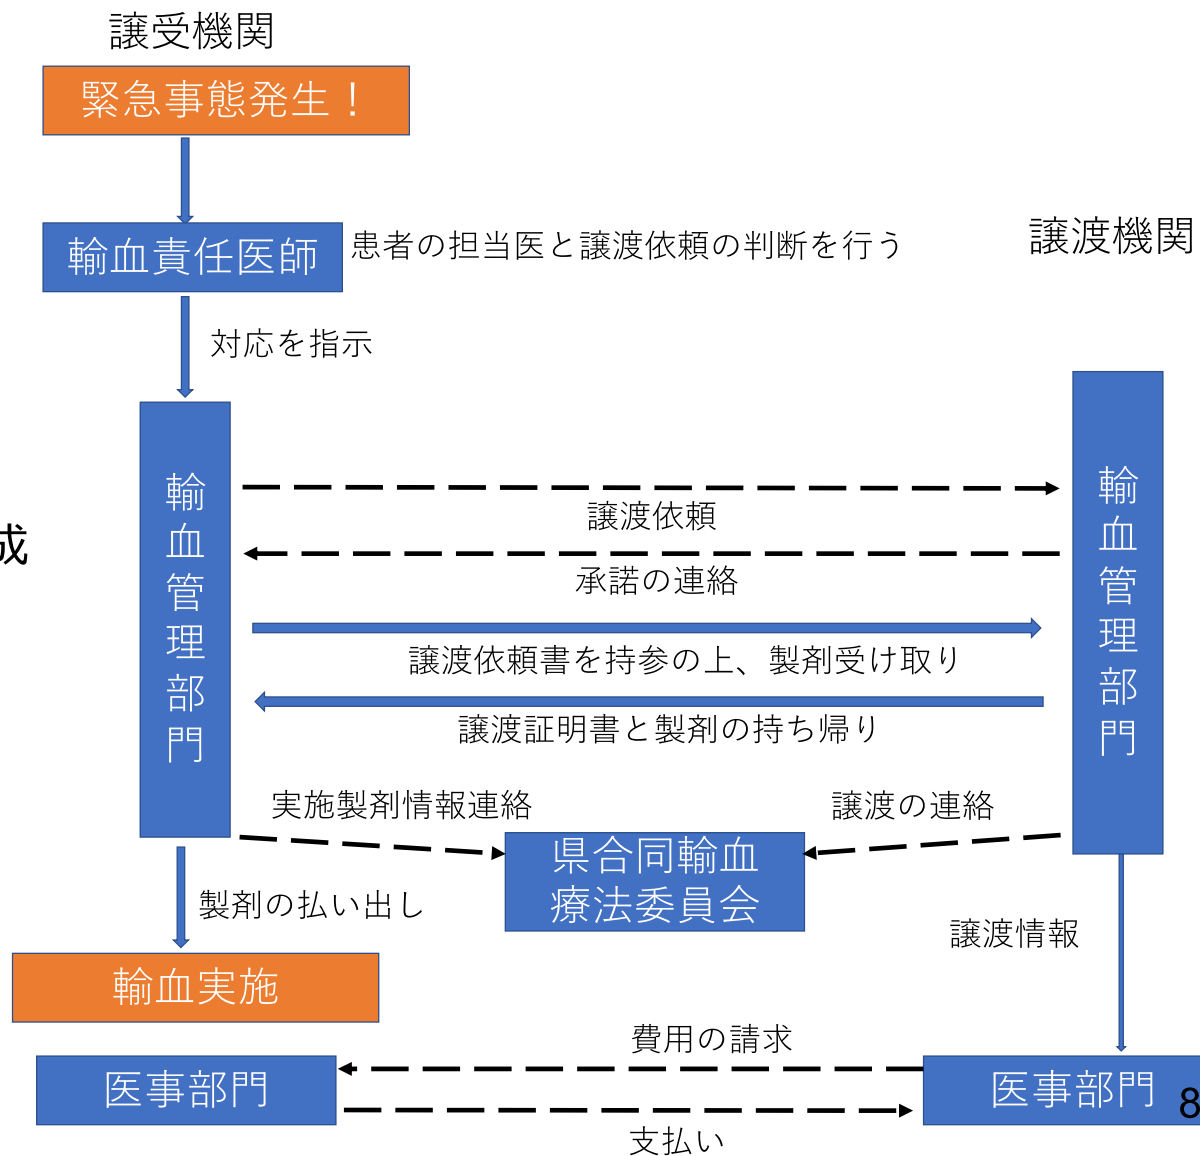 譲受機関
緊急事態発生！
輸血責任医師
患者の担当医と譲渡依頼の判断を行う
譲渡機関
対応を指示
成
輸血管理部門
輸血管理部門
譲渡依頼
承諾の連絡
譲渡依頼書を持参の上、製剤受け取り
譲渡証明書と製剤の持ち帰り
実施製剤情報連絡
譲渡の連絡
県合同輸血
療法委員会
製剤の払い出し
譲渡情報
輸血実施
費用の請求
医事部門
医事部門
8
支払い